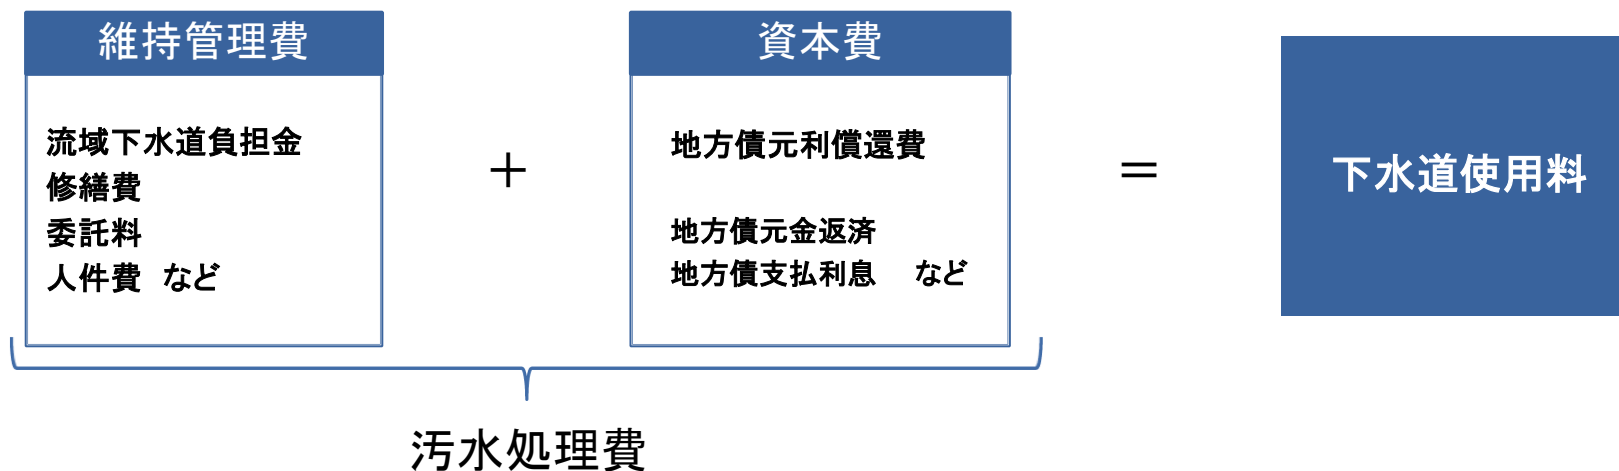 維持管理費
流域下水道負担金
修繕費
委託料
人件費 など
＋
資本費
地方債元利償還費
地方債元金返済
地方債支払利息 など
＝
下水道使用料
汚水処理費